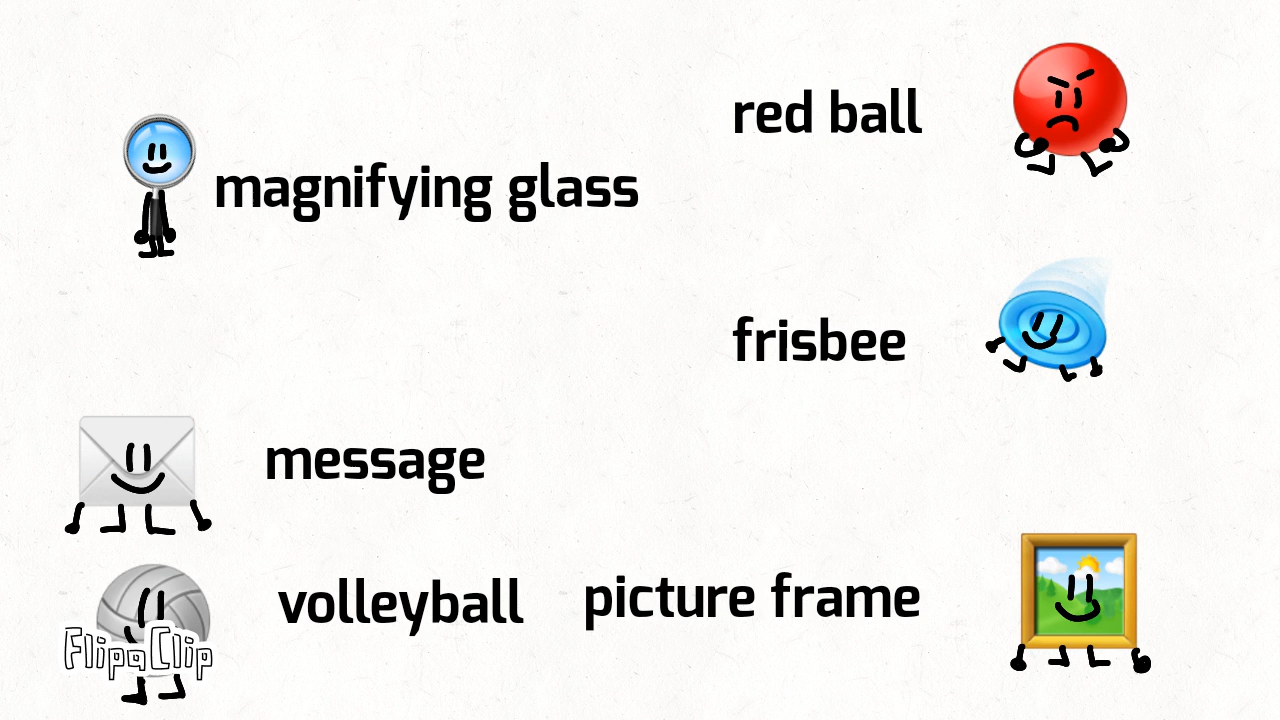 red ball
magnifying glass
frisbee
message
volleyball
picture frame
FlipaClip